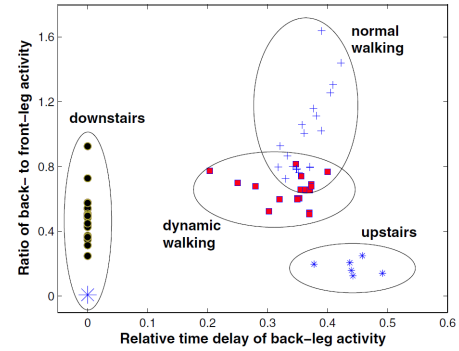 normal
walking
downstairs
dynamic
walking
upstairs
Ratio of back− to front−leg activity
1.6
1.2
0.8
0.4
0
0
0.1
0.2
0.3
0.4
0.5
0.6
Relative time delay of back−leg activity